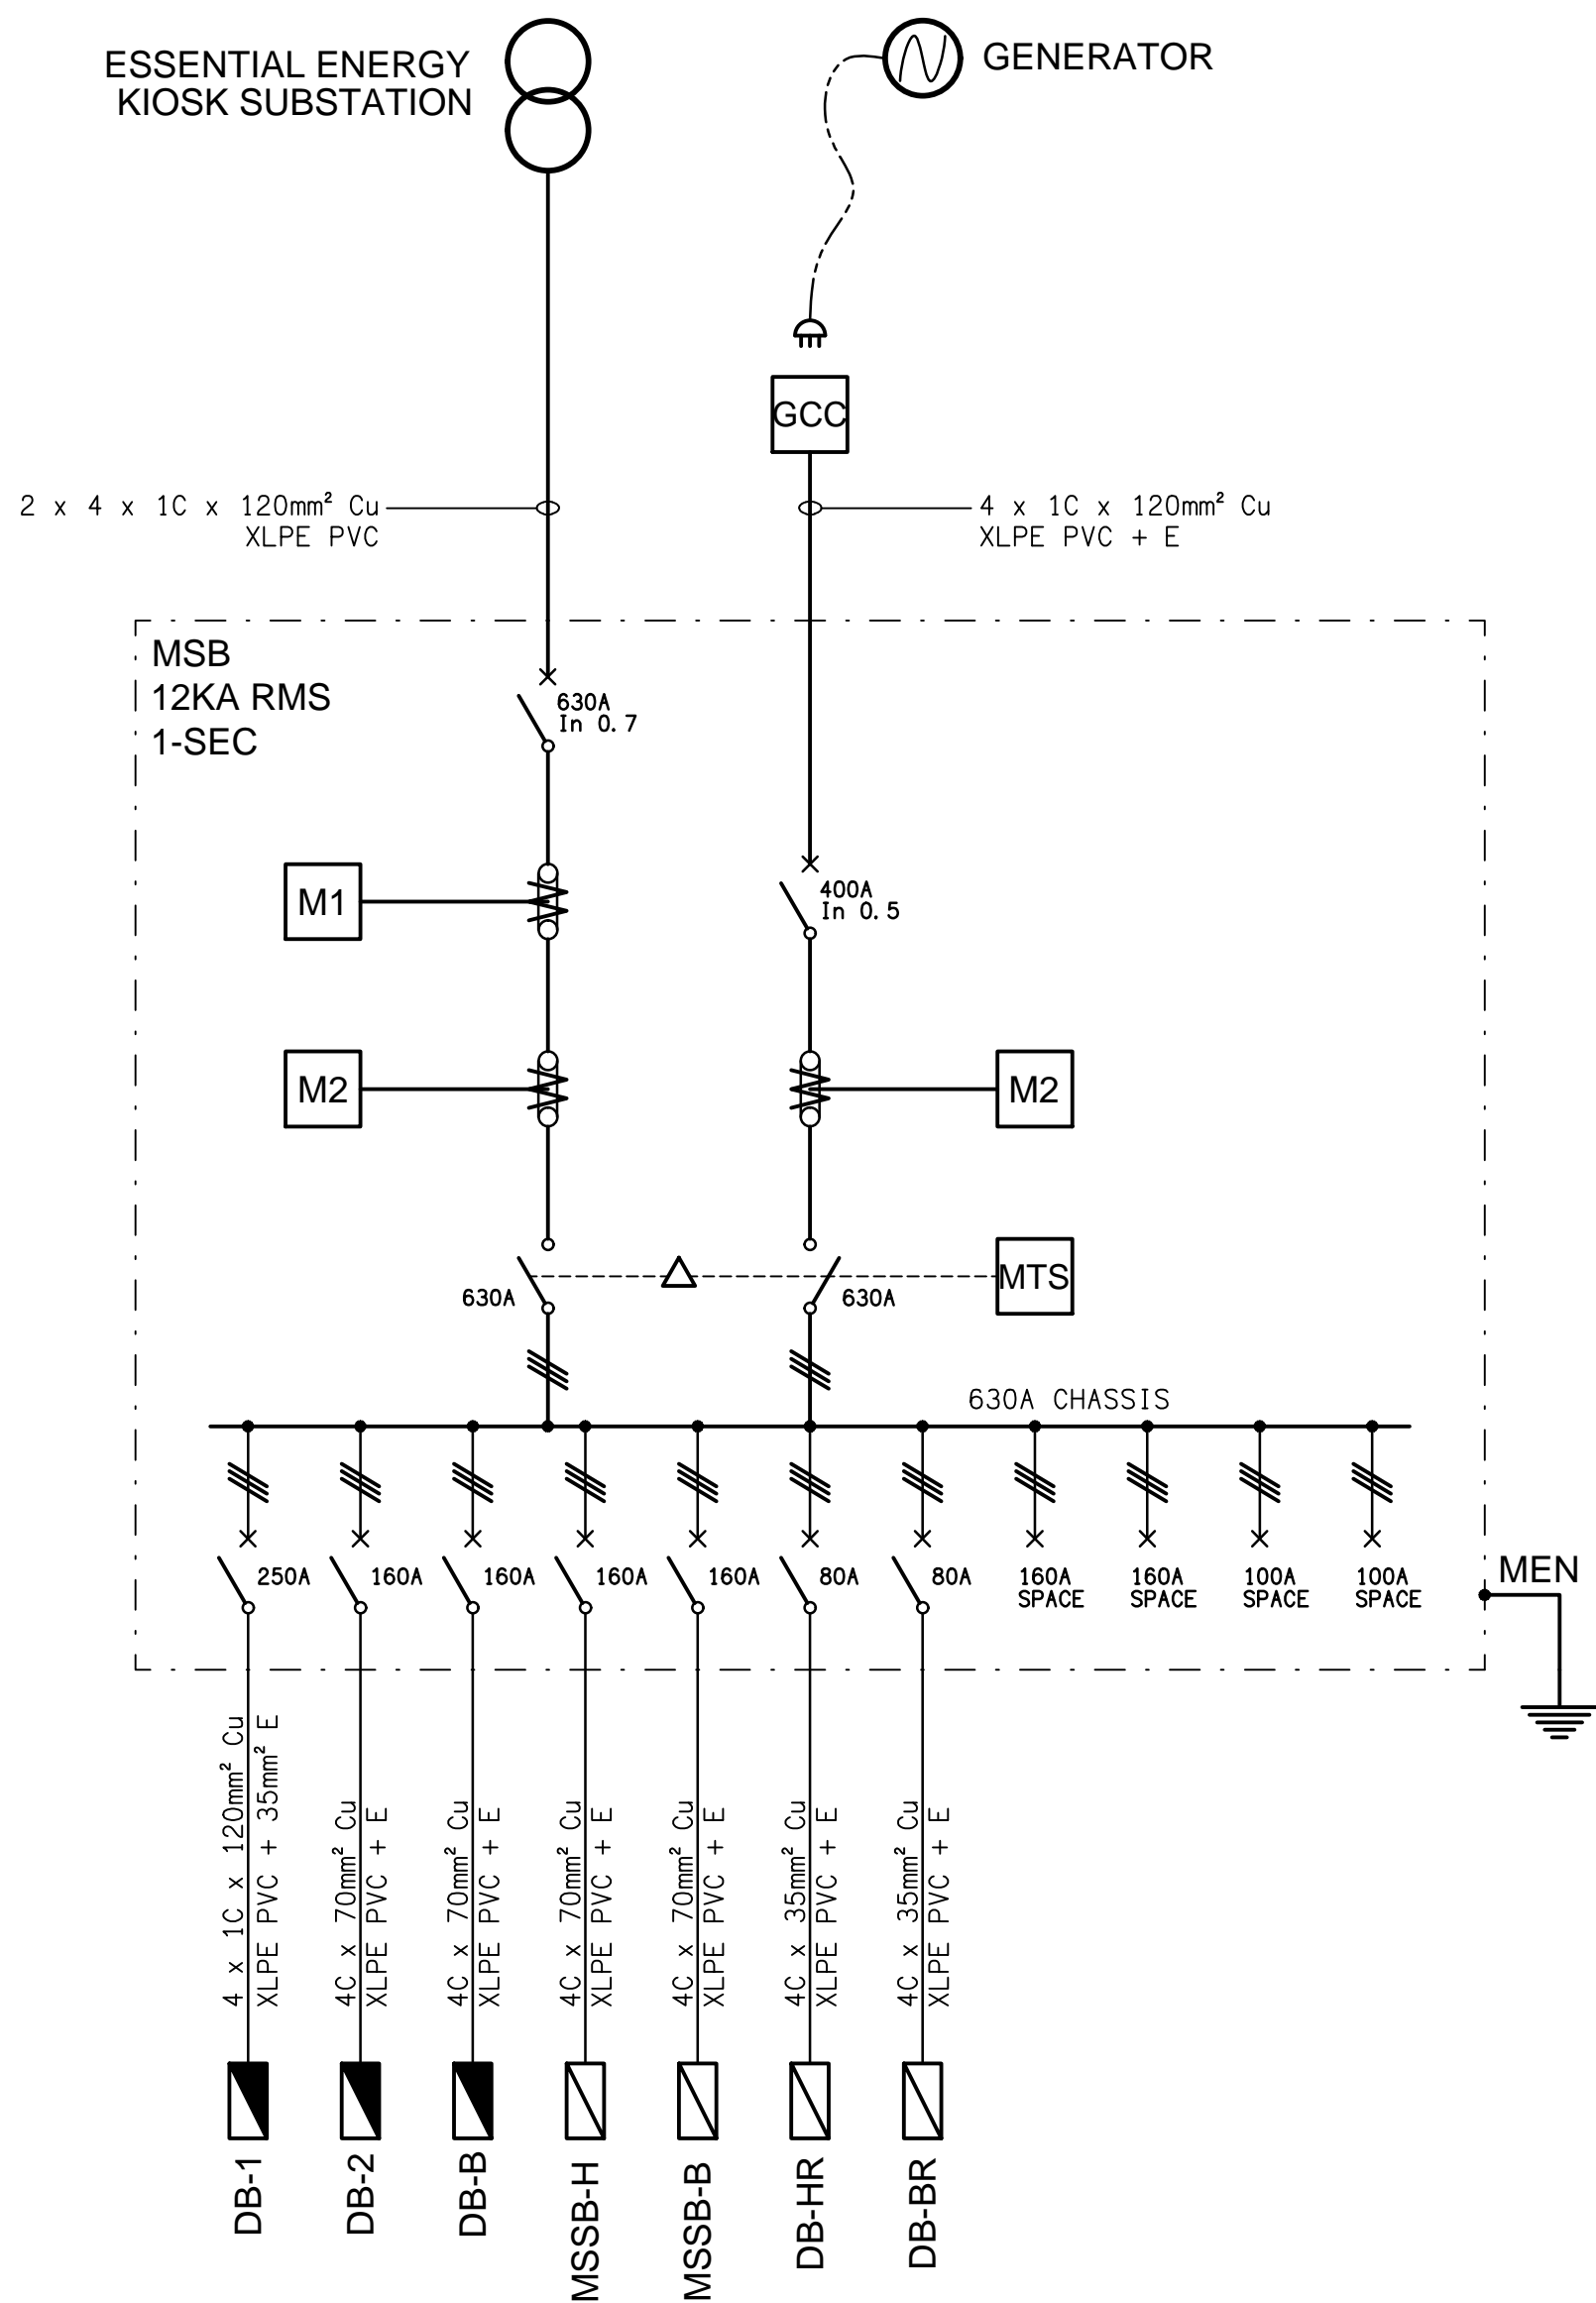 ESSENTIAL ENERGY
KIOSK SUBSTATION
GENERATOR
GCC
2 x 4 x 1C x 120mm² Cu
XLPE PVC
4 x 1C x 120mm² Cu
XLPE PVC + E
MSB
12KA RMS
1-SEC
630A
In 0.7
M1
400A
In 0.5
M2
M2
MTS
630A
630A
630A CHASSIS
250A
160A
160A
160A
160A
80A
80A
160A
SPACE
160A
SPACE
100A
SPACE
100A
SPACE
MEN
4 x 1C x 120mm² Cu
XLPE PVC + 35mm² E
4C x 70mm² Cu
XLPE PVC + E
4C x 70mm² Cu
XLPE PVC + E
4C x 70mm² Cu
XLPE PVC + E
4C x 70mm² Cu
XLPE PVC + E
4C x 35mm² Cu
XLPE PVC + E
4C x 35mm² Cu
XLPE PVC + E
DB-1
DB-2
DB-B
MSSB-H
MSSB-B
DB-HR
DB-BR